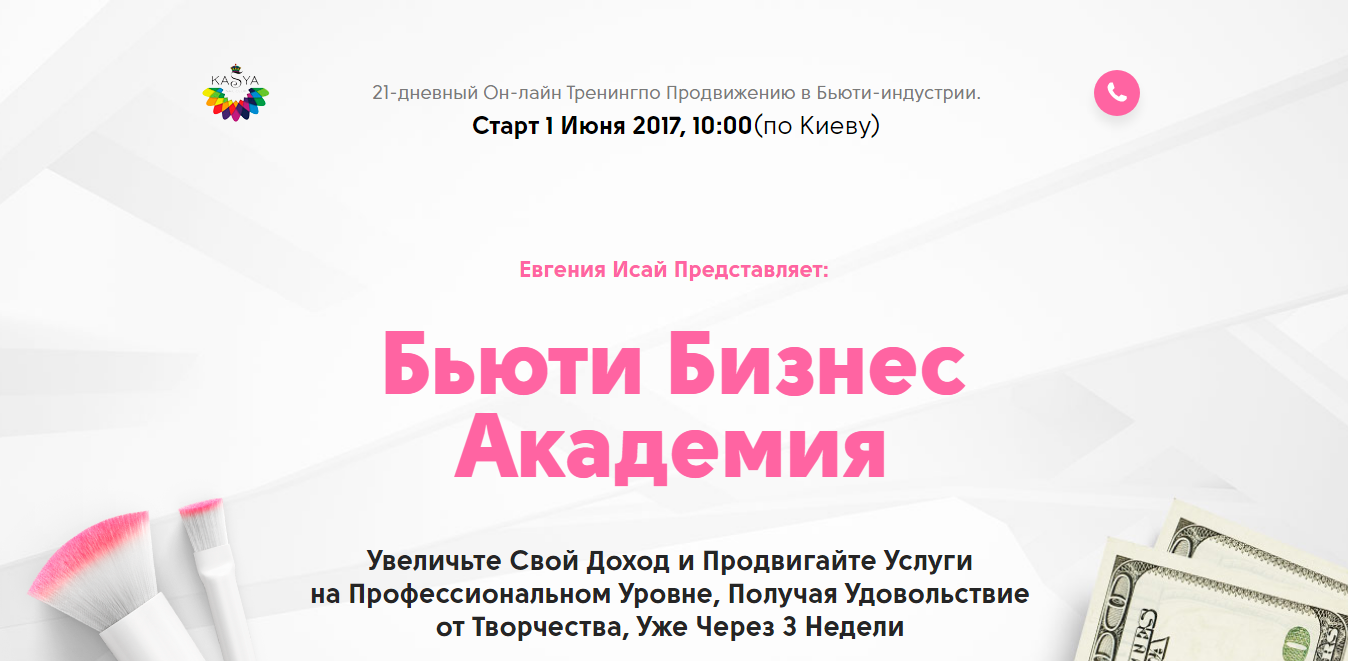 KASYA
21-дневный Он-лайн Тренингпо Продвижению в Бьюти-индустрии.
Старт 1 Июня 2017, 10:00(по Киеву)
Евгения Исай Представляет:
Бьюти Бизнес
Академия
Увеличьте Свой Доход и Продвигайте Услуги
на Профессиональном Уровне, Получая Удовольствие
от Творчества, Уже Через 3 Недели